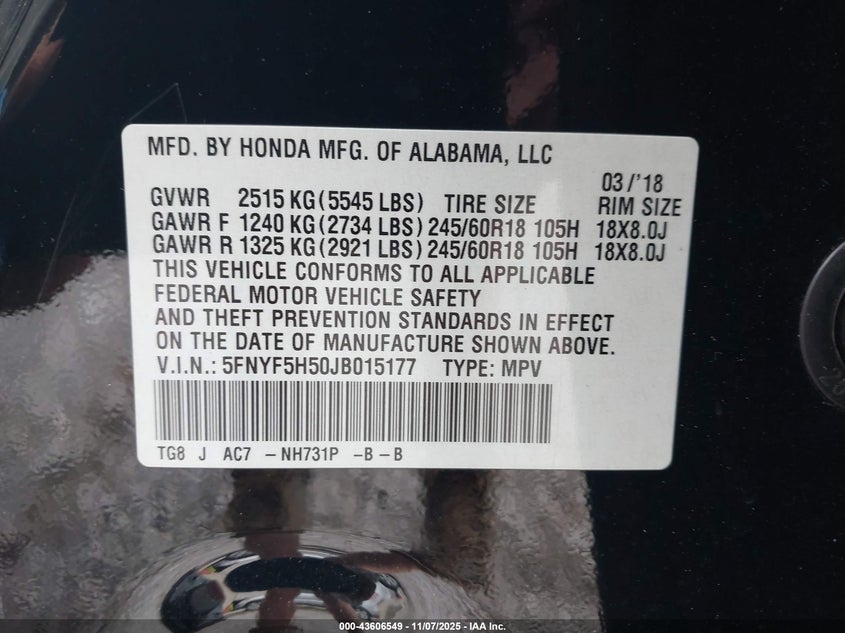 MFD. BY HONDA MFG. OF ALABAMA, LLC
03/'18
GVWR 2515 KG (5545 LBS) TIRE SIZE RIM SIZE
GAWR F 1240 KG (2734 LBS) 245/60R18 105H 18X8.0J
GAWR R 1325 KG (2921 LBS) 245/60R18 105H 18X8.0J
THIS VEHICLE CONFORMS TO ALL APPLICABLE
FEDERAL MOTOR VEHICLE SAFETY
AND THEFT PREVENTION STANDARDS IN EFFECT
ON THE DATE OF MANUFACTURE SHOWN ABOVE.
V.I.N.: 5FNYF5H50JB015177 TYPE: MPV
TG8 J AC7 - NH731P - B - B
000-43606549 - 11/07/2025 - IAA Inc.